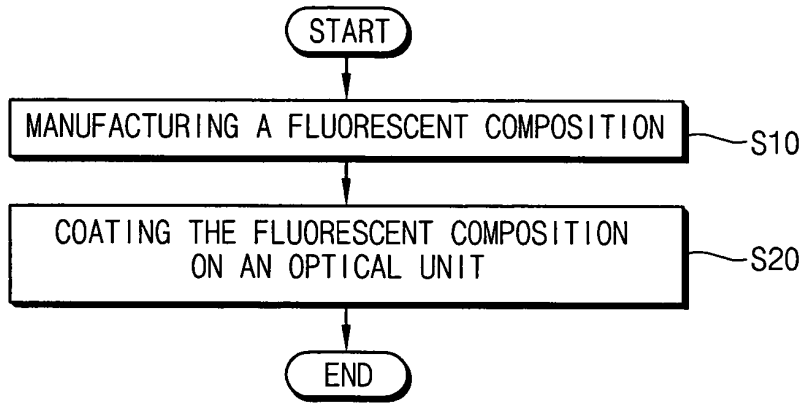 START
MANUFACTURING A FLUORESCENT COMPOSITION
S10
COATING THE FLUORESCENT COMPOSITION
ON AN OPTICAL UNIT
S20
END